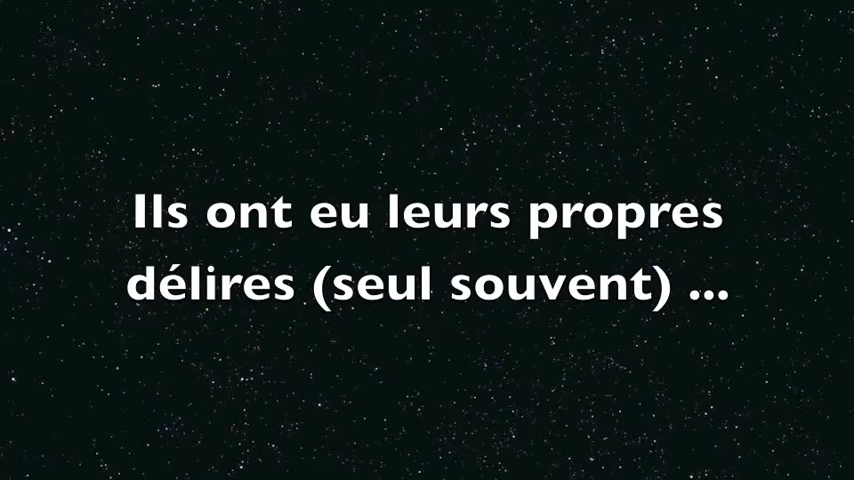 Ils ont eu leurs propres
délires (seul souvent) ...